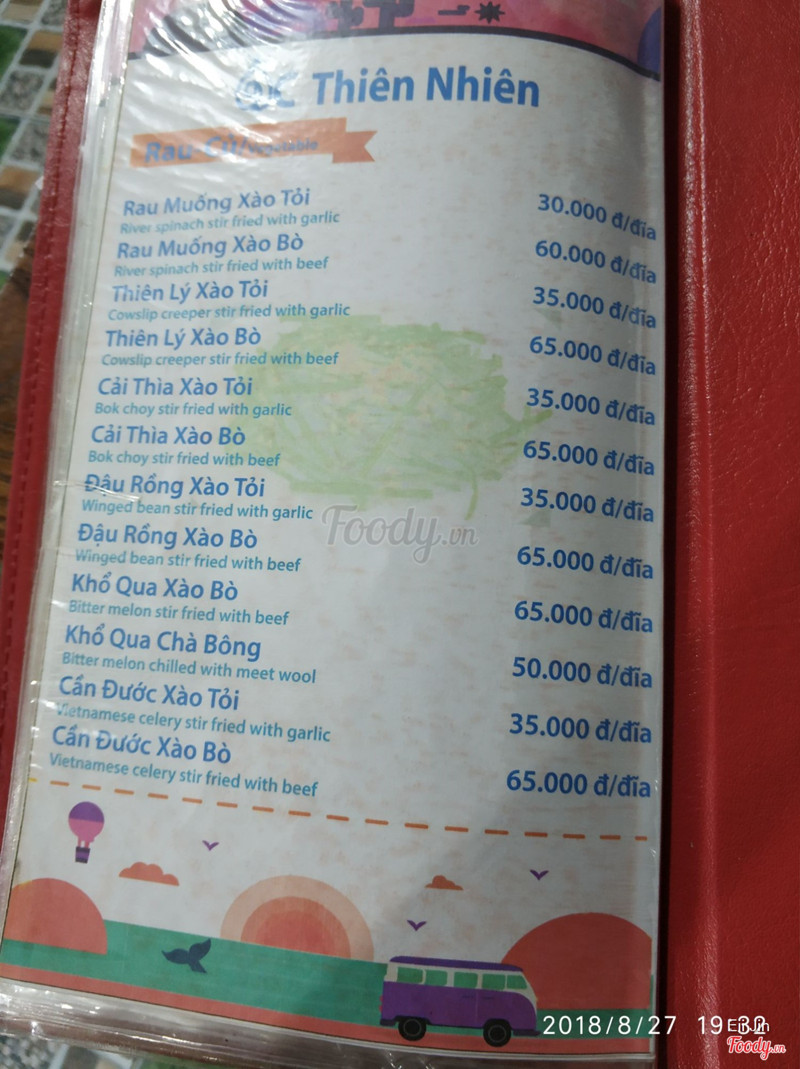 ỐC Thiên Nhiên
Rau-Củ/Vegetable
Rau Muống Xào Tỏi 30.000 đ/đĩa
River spinach stir fried with garlic
Rau Muống Xào Bò 60.000 đ/đĩa
River spinach stir fried with beef
Thiên Lý Xào Tỏi 35.000 đ/đĩa
Cowslip creeper stir fried with garlic
Thiên Lý Xào Bò 65.000 đ/đĩa
Cowslip creeper stir fried with beef
Cải Thìa Xào Tỏi 35.000 đ/đĩa
Bok choy stir fried with garlic
Cải Thìa Xào Bò 65.000 đ/đĩa
Bok choy stir fried with beef
Đậu Rồng Xào Tỏi 35.000 đ/đĩa
Winged bean stir fried with garlic
Đậu Rồng Xào Bò 65.000 đ/đĩa
Winged bean stir fried with beef
Khổ Qua Xào Bò 65.000 đ/đĩa
Bitter melon stir fried with beef
Khổ Qua Chà Bông 50.000 đ/đĩa
Bitter melon chilled with meet wool
Cần Đước Xào Tỏi 35.000 đ/đĩa
Vietnamese celery stir fried with garlic
Cần Đước Xào Bò 65.000 đ/đĩa
Vietnamese celery stir fried with beef
Foody.vn
2018/8/27 19:32
Foody.vn